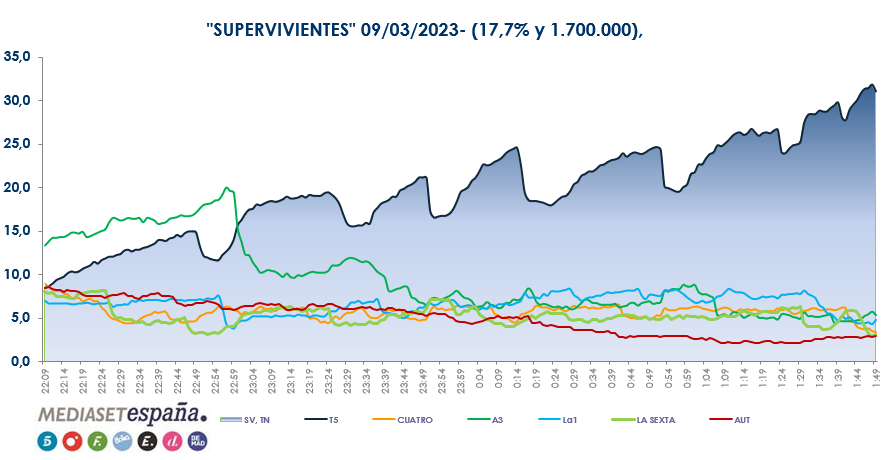 "SUPERVIVIENTES" 09/03/2023- (17,7% y 1.700.000),
35,0
30,0
25,0
20,0
15,0
10,0
5,0
0,0
22:09 22:14 22:19 22:24 22:29 22:34 22:39 22:44 22:49 22:54 22:59 23:04 23:09 23:14 23:19 23:24 23:29 23:34 23:39 23:44 23:49 23:54 23:59 0:04 0:09 0:14 0:19 0:24 0:29 0:34 0:39 0:44 0:49 0:54 0:59 1:04 1:09 1:14 1:19 1:24 1:29 1:34 1:39 1:44 1:49
MEDIASETespaña.
SV, TN T5 CUATRO A3 La1 LA SEXTA AUT
5 F. Boing E. d. BE MAD